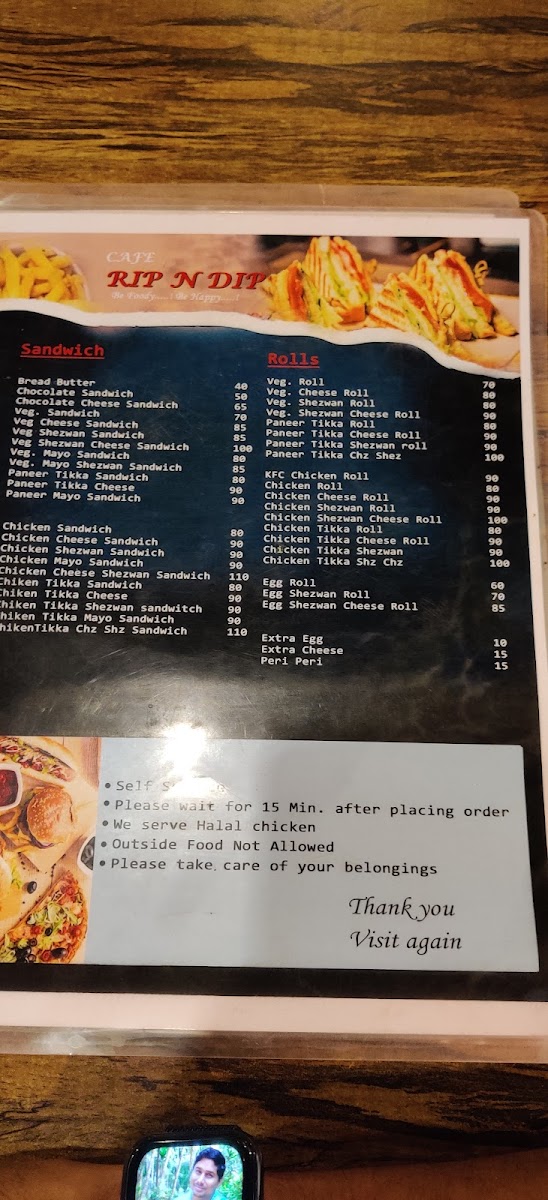 CAFE
RIP N DIP
Be Foody....! Be Happy....!
Sandwich
Bread Butter 40
Chocolate Sandwich 50
Chocolate Cheese Sandwich 65
Veg. Sandwich 70
Veg Cheese Sandwich 85
Veg Shezwan Sandwich 85
Veg Shezwan Cheese Sandwich 100
Veg. Mayo Sandwich 80
Veg. Mayo Shezwan Sandwich 85
Paneer Tikka Sandwich 80
Paneer Tikka Cheese 90
Paneer Mayo Sandwich 90
Chicken Sandwich 80
Chicken Cheese Sandwich 90
Chicken Shezwan Sandwich 90
Chicken Mayo Sandwich 90
Chicken Cheese Shezwan Sandwich 110
Chiken Tikka Sandwich 80
Chiken Tikka Cheese 90
Chiken Tikka Shezwan sandwitch 90
Chiken Tikka Mayo Sandwich 90
hikenTikka Chz Shz Sandwich 110
Rolls
Veg. Roll 70
Veg. Cheese Roll 80
Veg. Shezwan Roll 80
Veg. Shezwan Cheese Roll 90
Paneer Tikka Roll 80
Paneer Tikka Cheese Roll 90
Paneer Tikka Shezwan roll 90
Paneer Tikka Chz Shez 100
KFC Chicken Roll 90
Chicken Roll 80
Chicken Cheese Roll 90
Chicken Shezwan Roll 90
Chicken Shezwan Cheese Roll 100
Chicken Tikka Roll 80
Chicken Tikka Cheese Roll 90
Chicken Tikka Shezwan 90
Chicken Tikka Shz Chz 100
Egg Roll 60
Egg Shezwan Roll 70
Egg Shezwan Cheese Roll 85
Extra Egg 10
Extra Cheese 15
Peri Peri 15
• Self
• Please wait for 15 Min. after placing order
• We serve Halal chicken
• Outside Food Not Allowed
• Please take care of your belongings
Thank you
Visit again